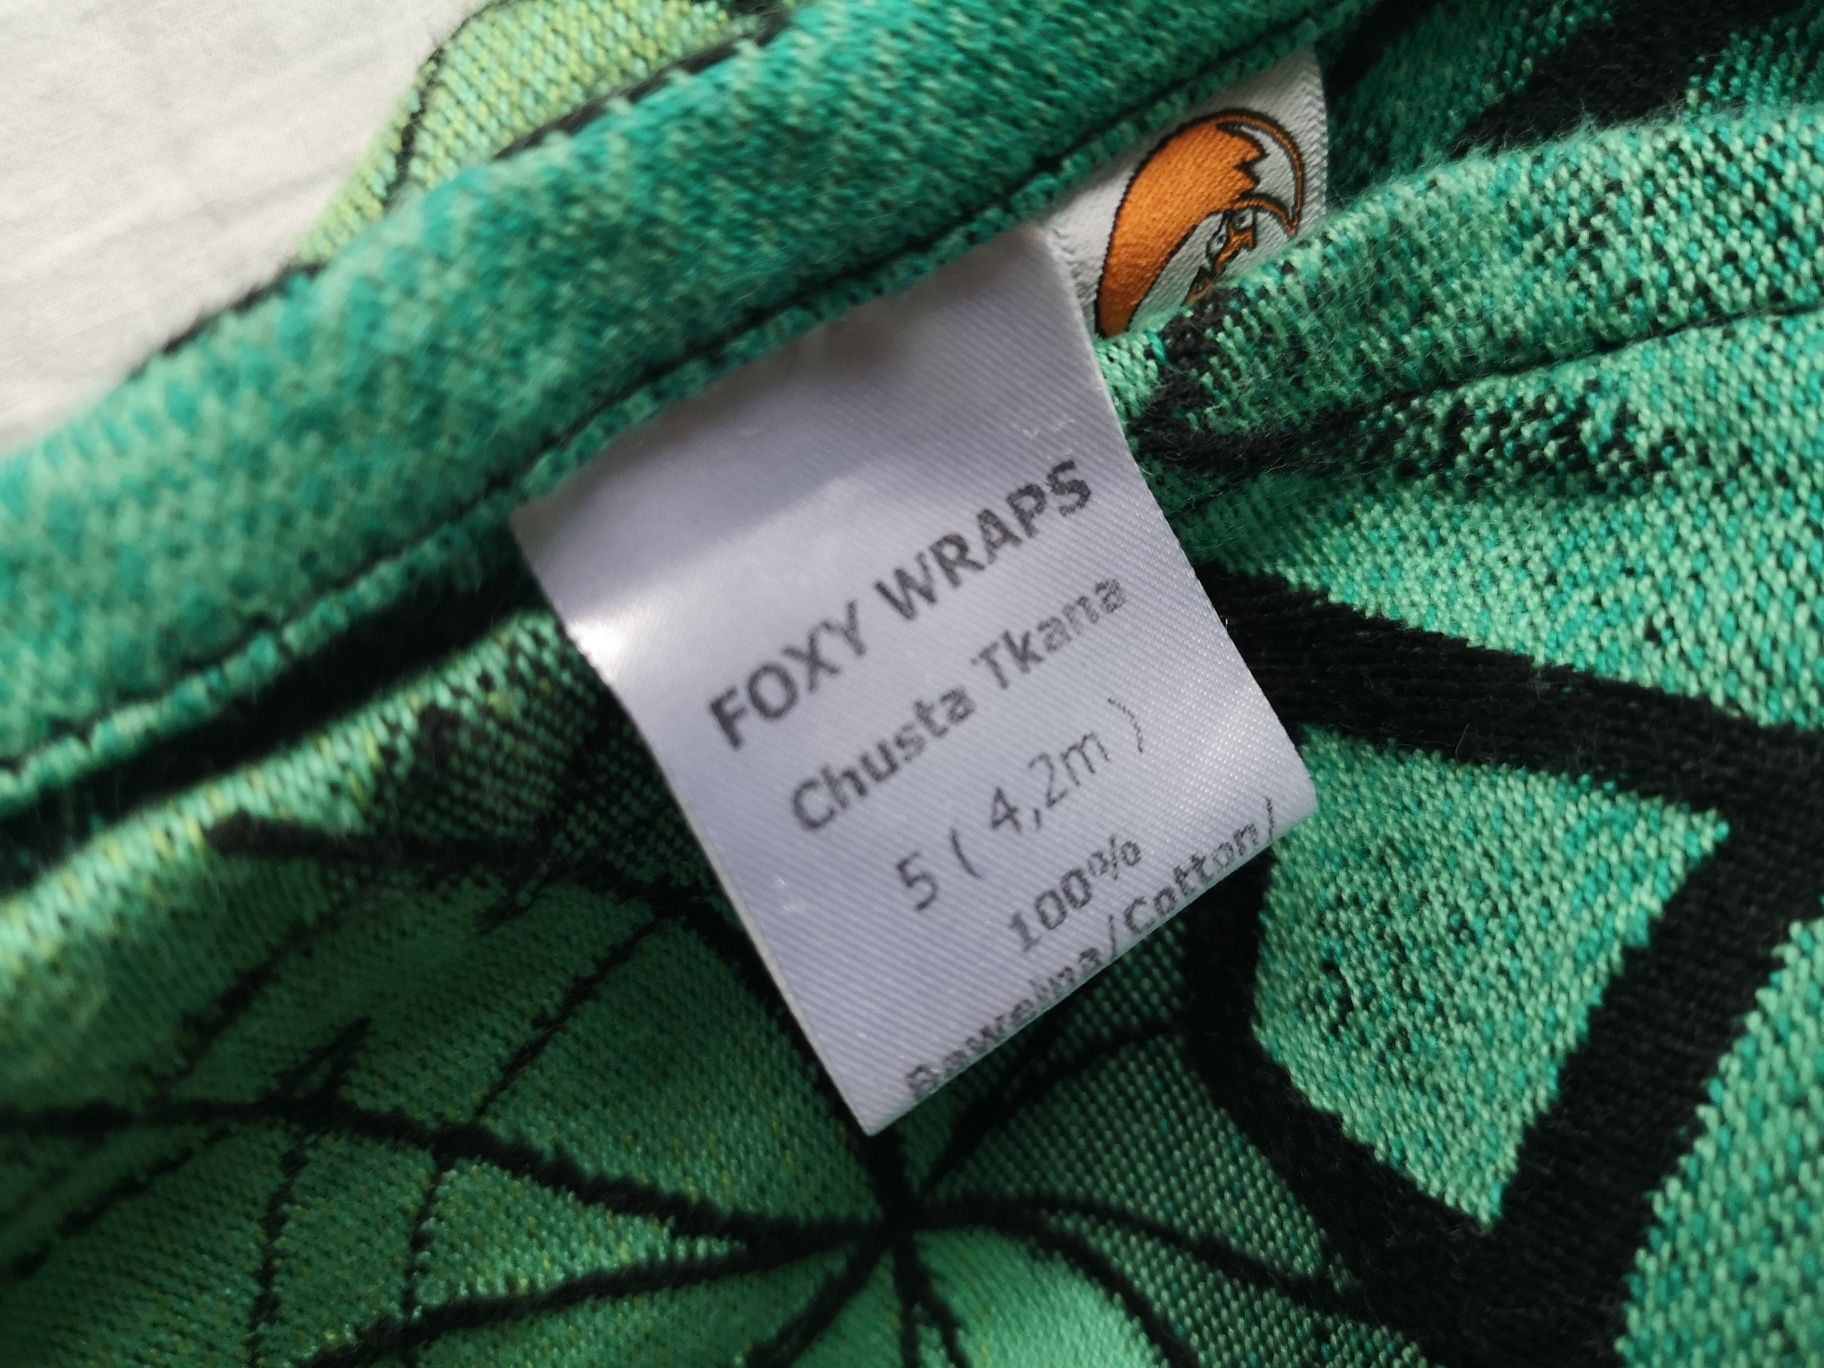 FOXY WRAPS
Chusta Tkana
5 ( 4,2m )
100%
Bawełna/Cotton/